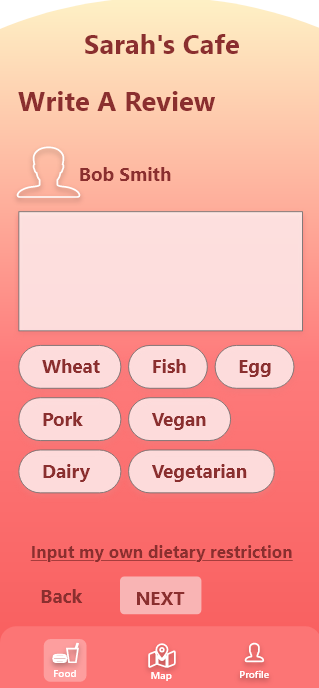 Sarah's Cafe
Write A Review
Bob Smith
Wheat Fish Egg
Pork Vegan
Dairy Vegetarian
Input my own dietary restriction
Back NEXT
Food Map Profile